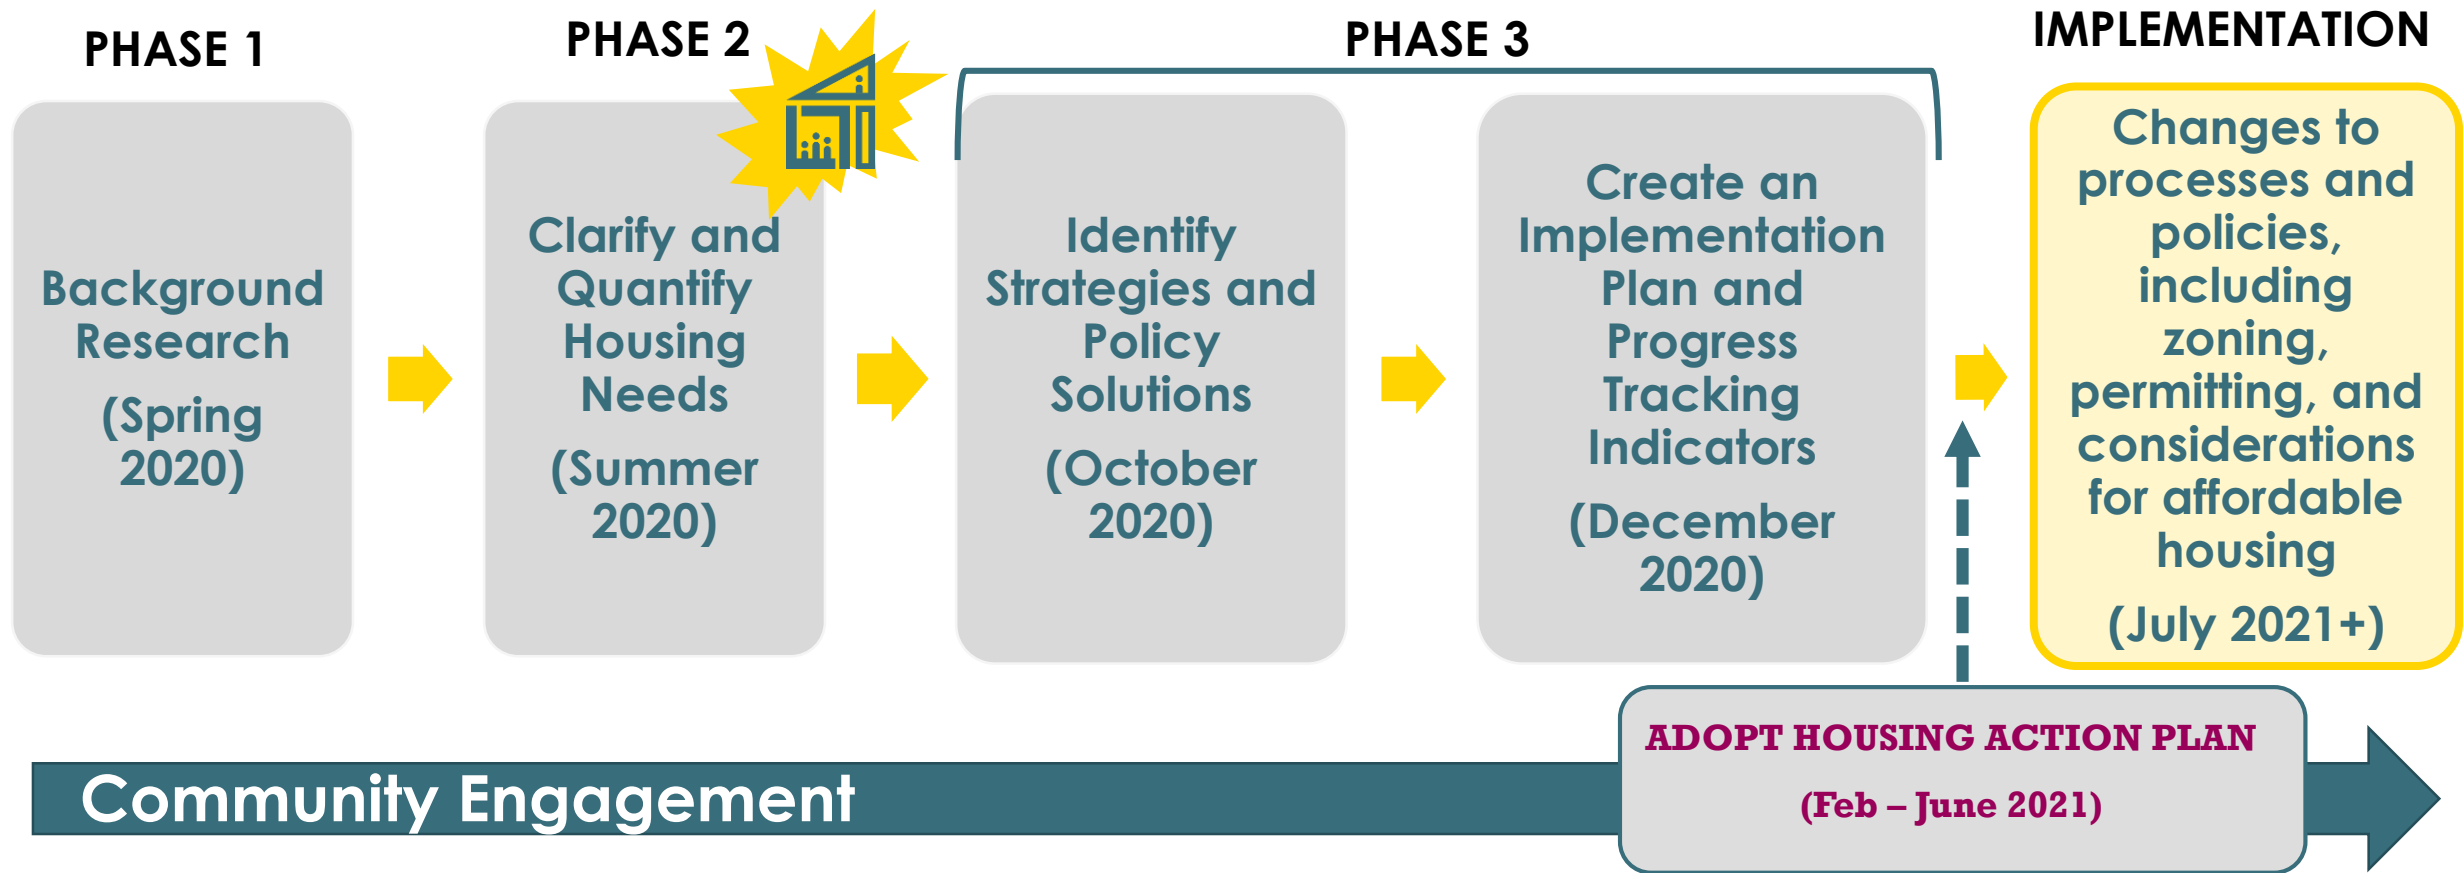 PHASE 1
Background
Research
(Spring
2020)
PHASE 2
Clarify and
Quantify
Housing
Needs
(Summer
2020)
PHASE 3
Identify
Strategies and
Policy
Solutions
(October
2020)
Create an
Implementation
Plan and
Progress
Tracking
Indicators
(December
2020)
IMPLEMENTATION
Changes to
processes and
policies,
including
zoning,
permitting, and
considerations
for affordable
housing
(July 2021+)
ADOPT HOUSING ACTION PLAN
(Feb – June 2021)
Community Engagement